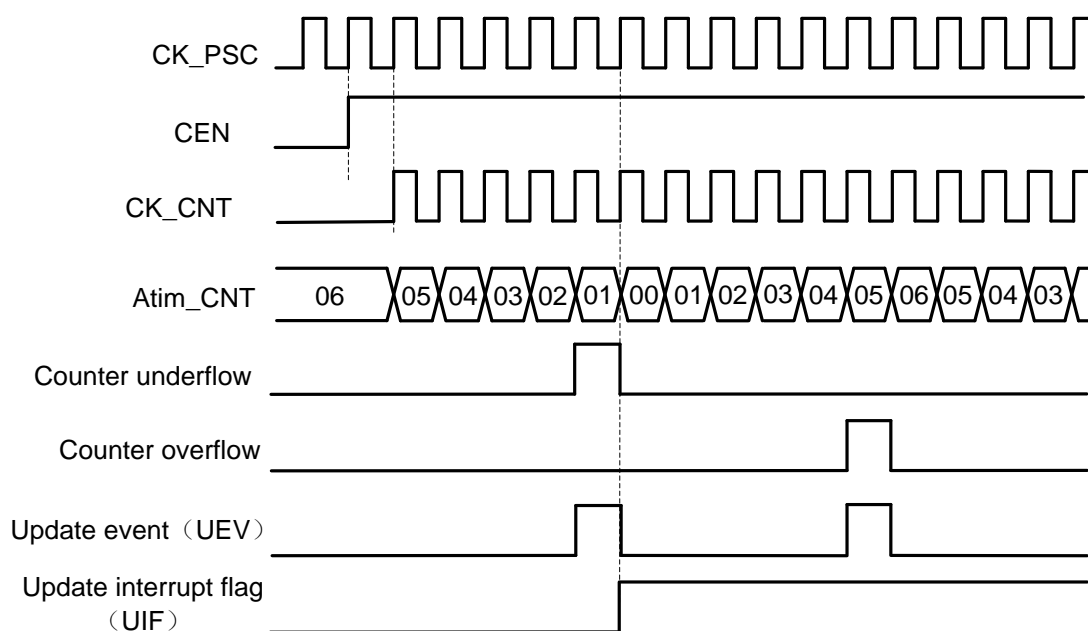 CK_PSC
CEN
CK_CNT
Atim_CNT 06 05 04 03 02 01 00 01 02 03 04 05 06 05 04 03
Counter underflow
Counter overflow
Update event（UEV）
Update interrupt flag
（UIF）